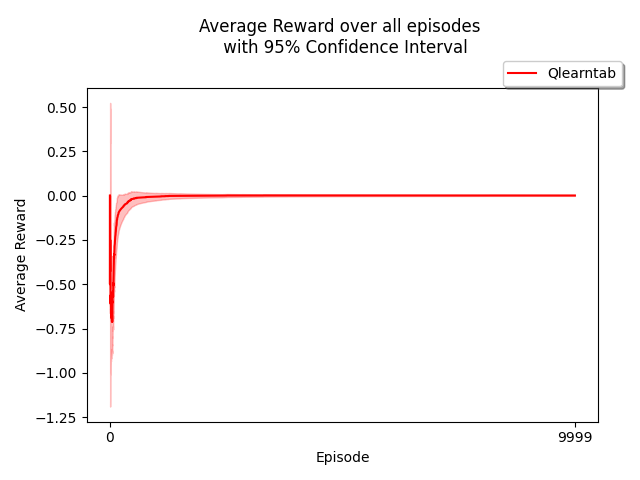 Average Reward over all episodes
with 95% Confidence Interval
Qlearntab
0.50
0.25
0.00
−0.25
−0.50
−0.75
−1.00
−1.25
Average Reward
0
9999
Episode